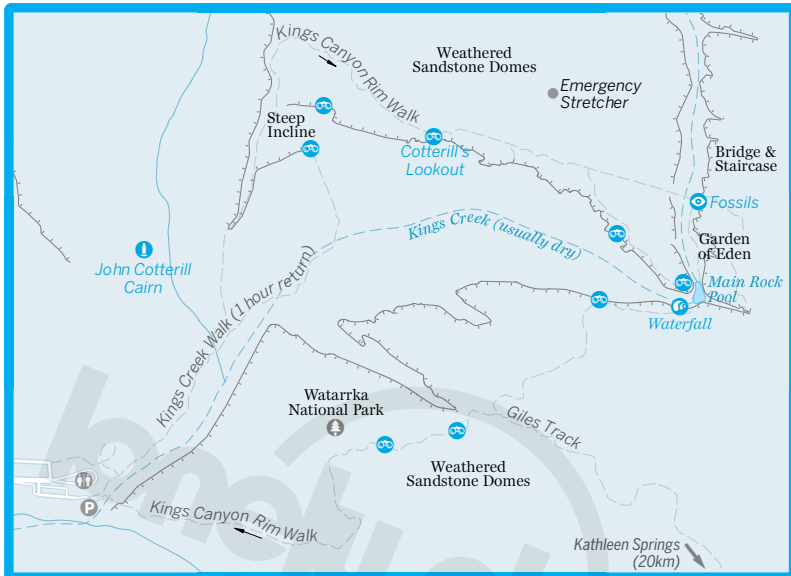 Kings Canyon Rim Walk
Weathered
Sandstone Domes
Emergency
Stretcher
Steep
Incline
Cotterill's
Lookout
Bridge &
Staircase
Fossils
Kings Creek (usually dry)
Garden
of Eden
John Cotterill
Cairn
Main Rock
Pool
Waterfall
Kings Creek Walk (1 hour return)
Watarrka
National Park
Giles Track
Weathered
Sandstone Domes
P
Kings Canyon Rim Walk
Kathleen Springs
(20km)